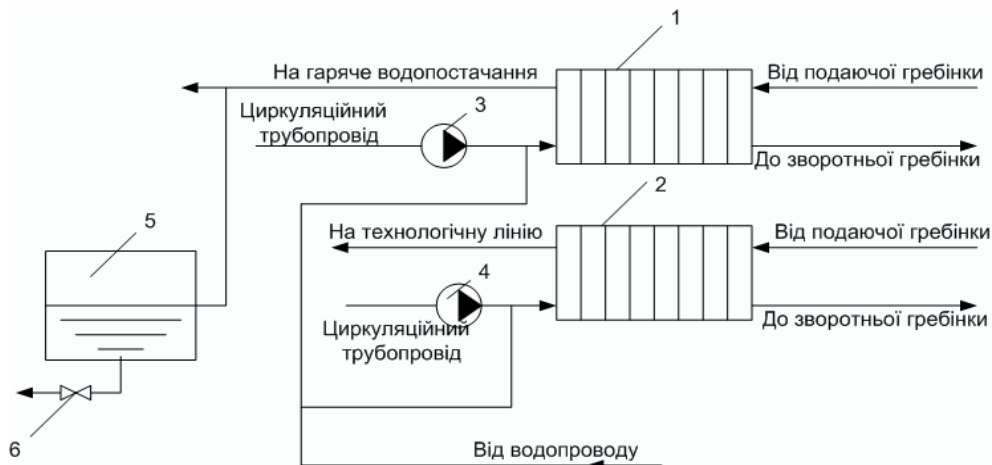 1
На гаряче водопостачання
Від подаючої гребінки
Циркуляційний
трубопровід
3
До зворотньої гребінки
2
5
На технологічну лінію
Від подаючої гребінки
4
Циркуляційний
трубопровід
До зворотньої гребінки
6
Від водопроводу